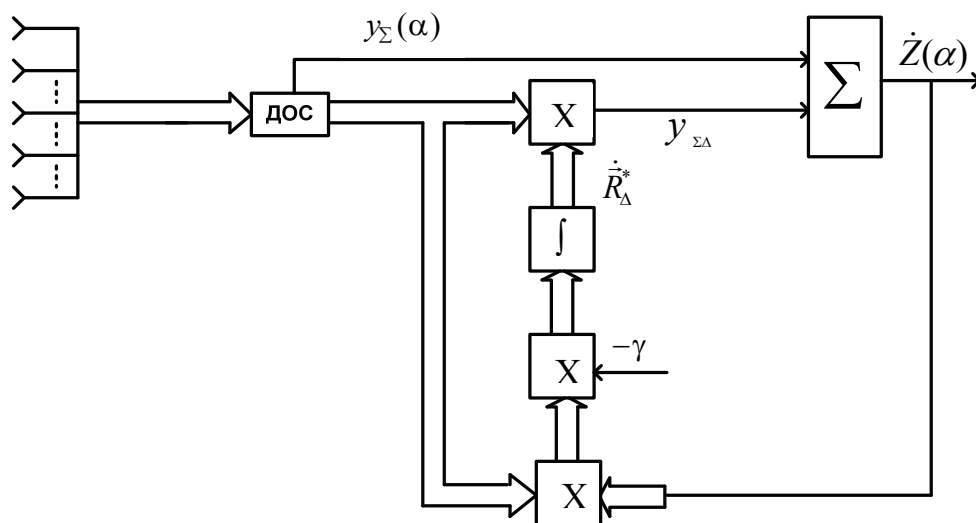 y_Σ(α)
Σ
Ż(α)
ДОС
X
y_ΣΔ
Ṙ⃗*_Δ
∫
X
−γ
X